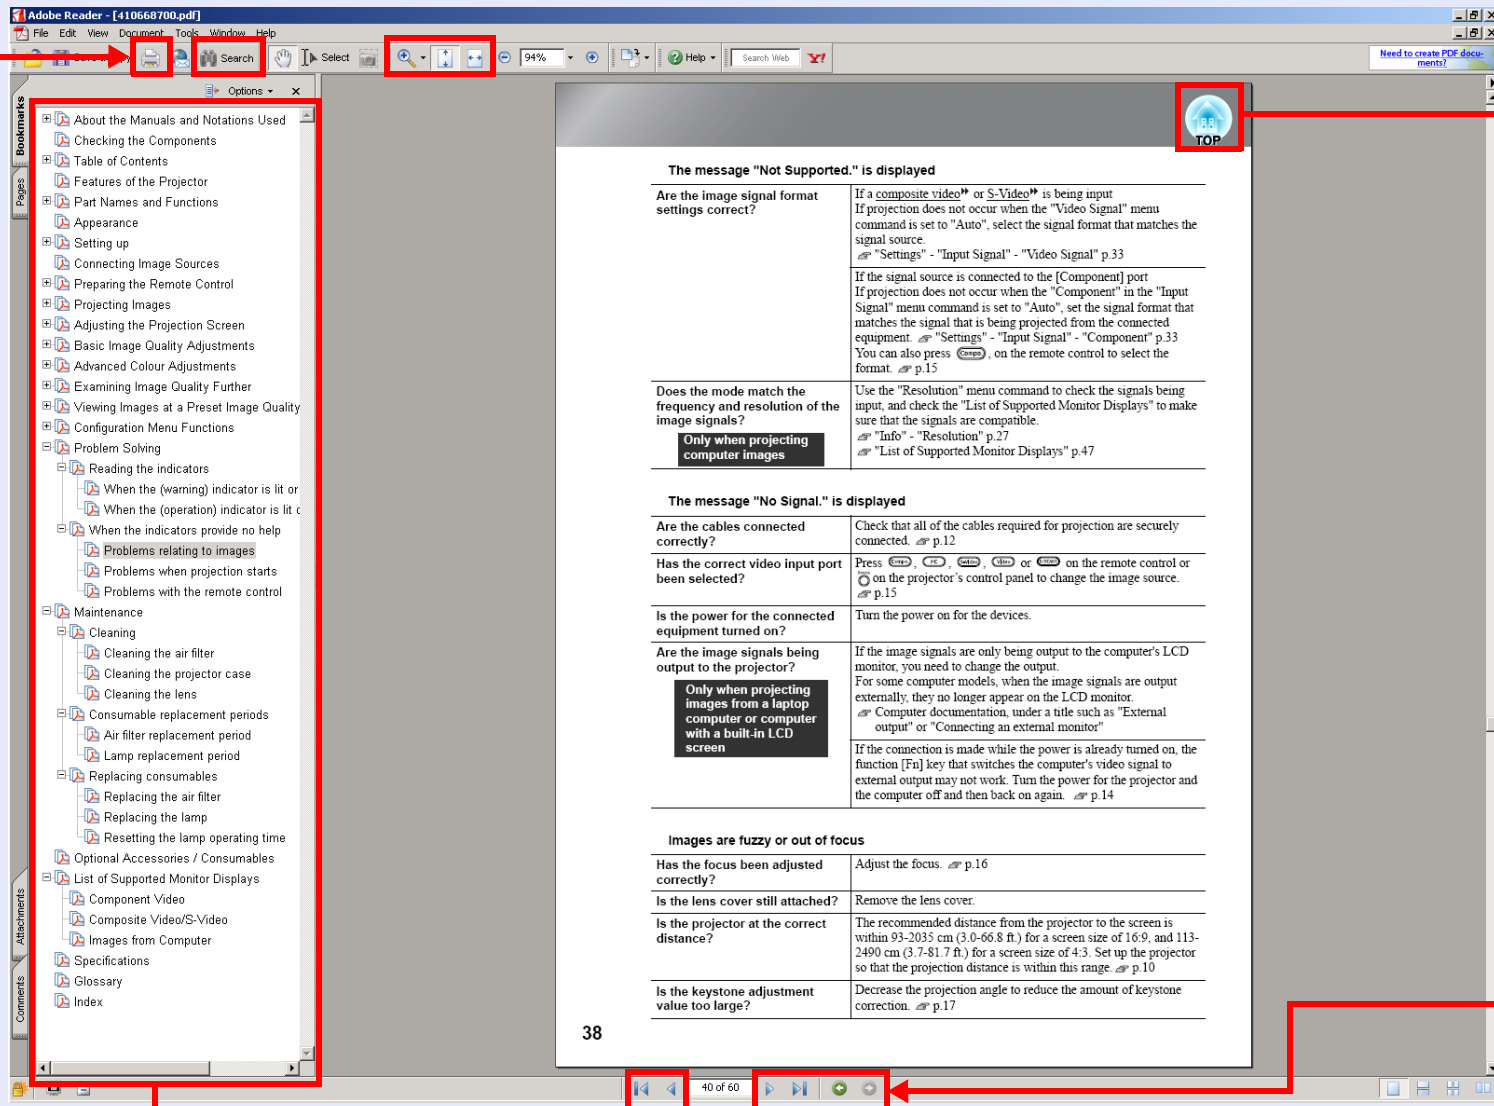 Adobe Reader - [410668700.pdf]
File Edit View Document Tools Window Help
Search Select 94% Help Search Web Y!
Need to create PDF docu-
ments?
Options x
Bookmarks
Pages
Attachments
Comments
About the Manuals and Notations Used
Checking the Components
Table of Contents
Features of the Projector
Part Names and Functions
Appearance
Setting up
Connecting Image Sources
Preparing the Remote Control
Projecting Images
Adjusting the Projection Screen
Basic Image Quality Adjustments
Advanced Colour Adjustments
Examining Image Quality Further
Viewing Images at a Preset Image Quality
Configuration Menu Functions
Problem Solving
Reading the indicators
When the (warning) indicator is lit or
When the (operation) indicator is lit
When the indicators provide no help
Problems relating to images
Problems when projection starts
Problems with the remote control
Maintenance
Cleaning
Cleaning the air filter
Cleaning the projector case
Cleaning the lens
Consumable replacement periods
Air filter replacement period
Lamp replacement period
Replacing consumables
Replacing the air filter
Replacing the lamp
Resetting the lamp operating time
Optional Accessories / Consumables
List of Supported Monitor Displays
Component Video
Composite Video/S-Video
Images from Computer
Specifications
Glossary
Index
TOP
The message "Not Supported." is displayed
Are the image signal format
settings correct?
If a composite video or S-Video is being input
If projection does not occur when the "Video Signal" menu
command is set to "Auto", select the signal format that matches the
signal source.
☞ "Settings" - "Input Signal" - "Video Signal" p.33
If the signal source is connected to the [Component] port
If projection does not occur when the "Component" in the "Input
Signal" menu command is set to "Auto", set the signal format that
matches the signal that is being projected from the connected
equipment. ☞ "Settings" - "Input Signal" - "Component" p.33
You can also press Compo, on the remote control to select the
format. ☞ p.15
Does the mode match the
frequency and resolution of the
image signals?
Only when projecting
computer images
Use the "Resolution" menu command to check the signals being
input, and check the "List of Supported Monitor Displays" to make
sure that the signals are compatible.
☞ "Info" - "Resolution" p.27
☞ "List of Supported Monitor Displays" p.47
The message "No Signal." is displayed
Are the cables connected
correctly?
Check that all of the cables required for projection are securely
connected. ☞ p.12
Has the correct video input port
been selected?
Press Compo, PC, S-Video, Video or on the remote control or
on the projector's control panel to change the image source.
☞ p.15
Is the power for the connected
equipment turned on?
Turn the power on for the devices.
Are the image signals being
output to the projector?
Only when projecting
images from a laptop
computer or computer
with a built-in LCD
screen
If the image signals are only being output to the computer's LCD
monitor, you need to change the output.
For some computer models, when the image signals are output
externally, they no longer appear on the LCD monitor.
☞ Computer documentation, under a title such as "External
output" or "Connecting an external monitor"
If the connection is made while the power is already turned on, the
function [Fn] key that switches the computer's video signal to
external output may not work. Turn the power for the projector and
the computer off and then back on again. ☞ p.14
Images are fuzzy or out of focus
Has the focus been adjusted
correctly?
Adjust the focus. ☞ p.16
Is the lens cover still attached?
Remove the lens cover.
Is the projector at the correct
distance?
The recommended distance from the projector to the screen is
within 93-2035 cm (3.0-66.8 ft.) for a screen size of 16:9, and 113-
2490 cm (3.7-81.7 ft.) for a screen size of 4:3. Set up the projector
so that the projection distance is within this range. ☞ p.10
Is the keystone adjustment
value too large?
Decrease the projection angle to reduce the amount of keystone
correction. ☞ p.17
38
40 of 60